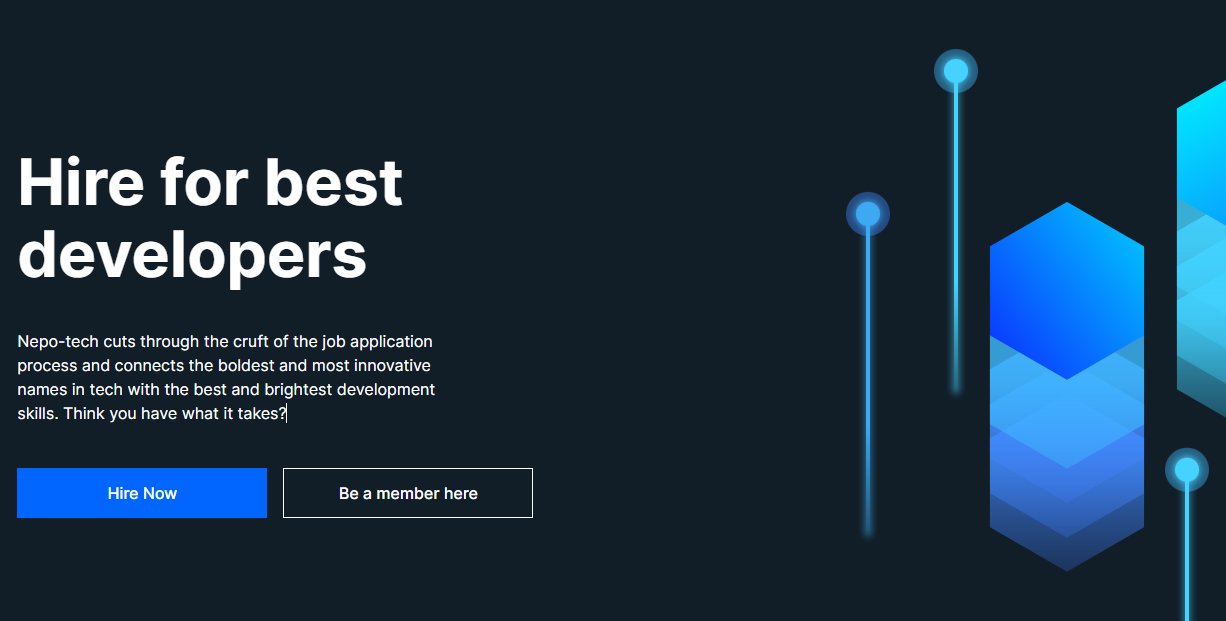 Hire for best
developers
Nepo-tech cuts through the cruft of the job application
process and connects the boldest and most innovative
names in tech with the best and brightest development
skills. Think you have what it takes?
Hire Now
Be a member here